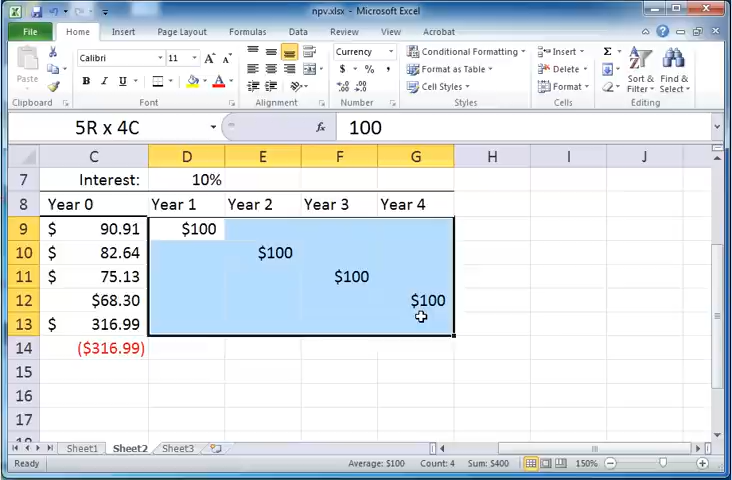 npv.xlsx - Microsoft Excel
File Home Insert Page Layout Formulas Data Review View Acrobat
Paste
Calibri 11
A A
B I U A
Currency
$ % ,
Conditional Formatting
Format as Table
Cell Styles
Insert
Delete
Format
Σ
Sort & Filter
Find & Select
Clipboard Font Alignment Number Styles Cells Editing
5R x 4C fx 100
C D E F G H I J
7 Interest: 10%
8 Year 0 Year 1 Year 2 Year 3 Year 4
9 $ 90.91 $100
10 $ 82.64 $100
11 $ 75.13 $100
12 $68.30 $100
13 $ 316.99
14 ($316.99)
15
16
17
Sheet1 Sheet2 Sheet3
Ready Average: $100 Count: 4 Sum: $400 150%